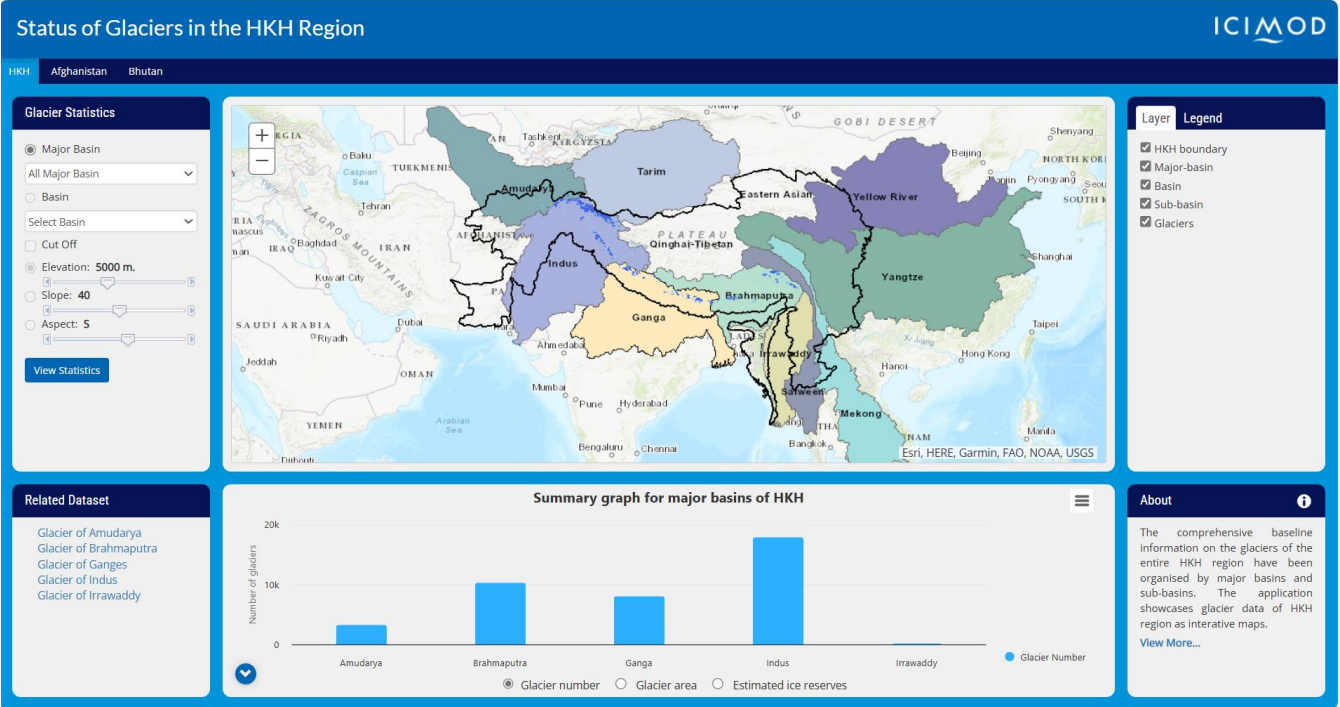 Status of Glaciers in the HKH Region
ICIMOD
HKH Afghanistan Bhutan
Glacier Statistics
Major Basin
All Major Basin
Basin
Select Basin
Cut Off
Elevation: 5000 m.
Slope: 40
Aspect: S
View Statistics
+
−
GOBI DESERT
Shenyang
Tashkent
KYRGYZSTA
Baku
Beijing
NORTH KOR
Caspian
Sea
TURKMENIS
Tarim
Pyongyang
Seou
Amudarya
Eastern Asian
Yellow River
SOUTH K
Tehran
ZAGROS MOUNTAINS
Baghdad
IRAQ
IRAN
AFGHANISTAN
PLATEAU
Qinghai-Tibetan
Shanghai
Indus
Kuwait City
Yangtze
PA
Brahmaputra
Ganga
SAUDI ARABIA
Dubai
Riyadh
Taipei
Ahmedaba
Irrawaddy
Xi Jiang
Hong Kong
Jeddah
OMAN
Hanoi
Mumbai
Salween
Pune
Hyderabad
Mekong
YEMEN
Arabian
Sea
THA
NAM
Manila
Bengaluru
Chennai
Bangkok
Djibouti
Esri, HERE, Garmin, FAO, NOAA, USGS
Layer Legend
HKH boundary
Major-basin
Basin
Sub-basin
Glaciers
Related Dataset
Glacier of Amudarya
Glacier of Brahmaputra
Glacier of Ganges
Glacier of Indus
Glacier of Irrawaddy
Summary graph for major basins of HKH
20k
10k
0
Number of glaciers
Amudarya Brahmaputra Ganga Indus Irrawaddy
Glacier Number
Glacier number Glacier area Estimated ice reserves
About
The comprehensive baseline
information on the glaciers of the
entire HKH region have been
organised by major basins and
sub-basins. The application
showcases glacier data of HKH
region as interative maps.
View More...